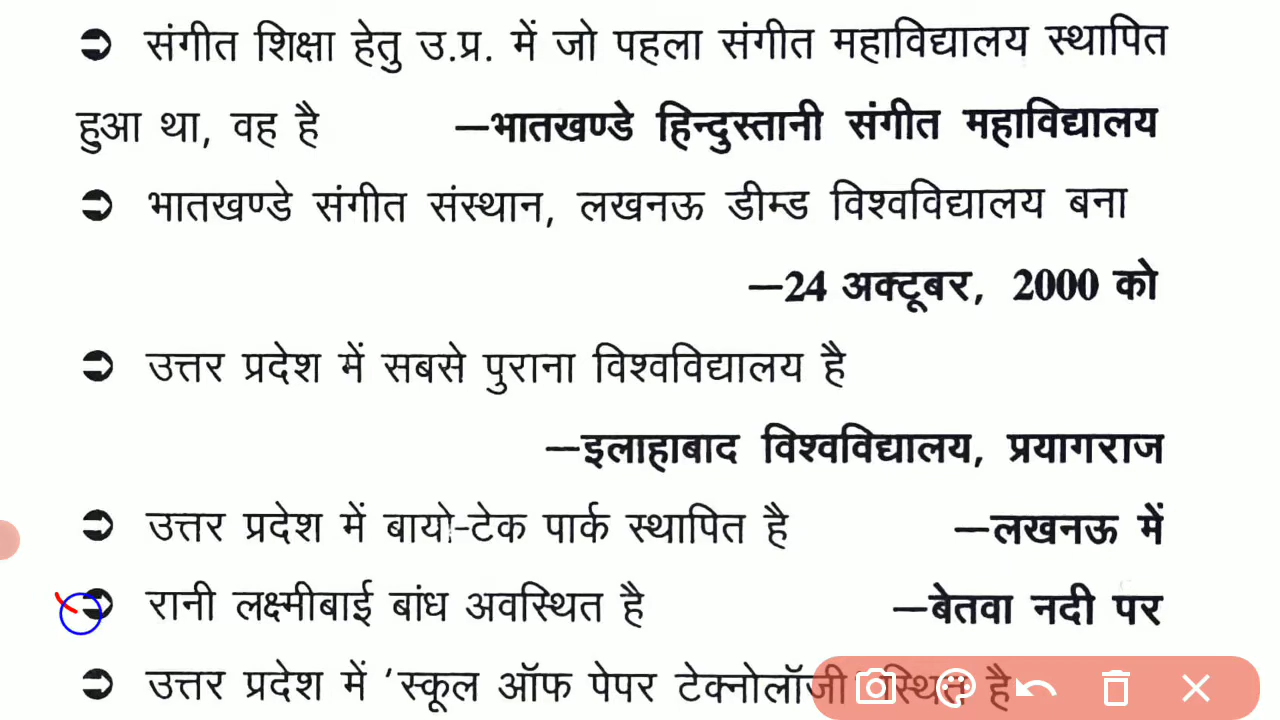 ➲ संगीत शिक्षा हेतु उ.प्र. में जो पहला संगीत महाविद्यालय स्थापित
हुआ था, वह है —भातखण्डे हिन्दुस्तानी संगीत महाविद्यालय
➲ भातखण्डे संगीत संस्थान, लखनऊ डीम्ड विश्वविद्यालय बना
—24 अक्टूबर, 2000 को
➲ उत्तर प्रदेश में सबसे पुराना विश्वविद्यालय है
—इलाहाबाद विश्वविद्यालय, प्रयागराज
➲ उत्तर प्रदेश में बायो-टेक पार्क स्थापित है —लखनऊ में
➲ रानी लक्ष्मीबाई बांध अवस्थित है —बेतवा नदी पर
➲ उत्तर प्रदेश में ‘स्कूल ऑफ पेपर टेक्नोलॉजी’ स्थित है